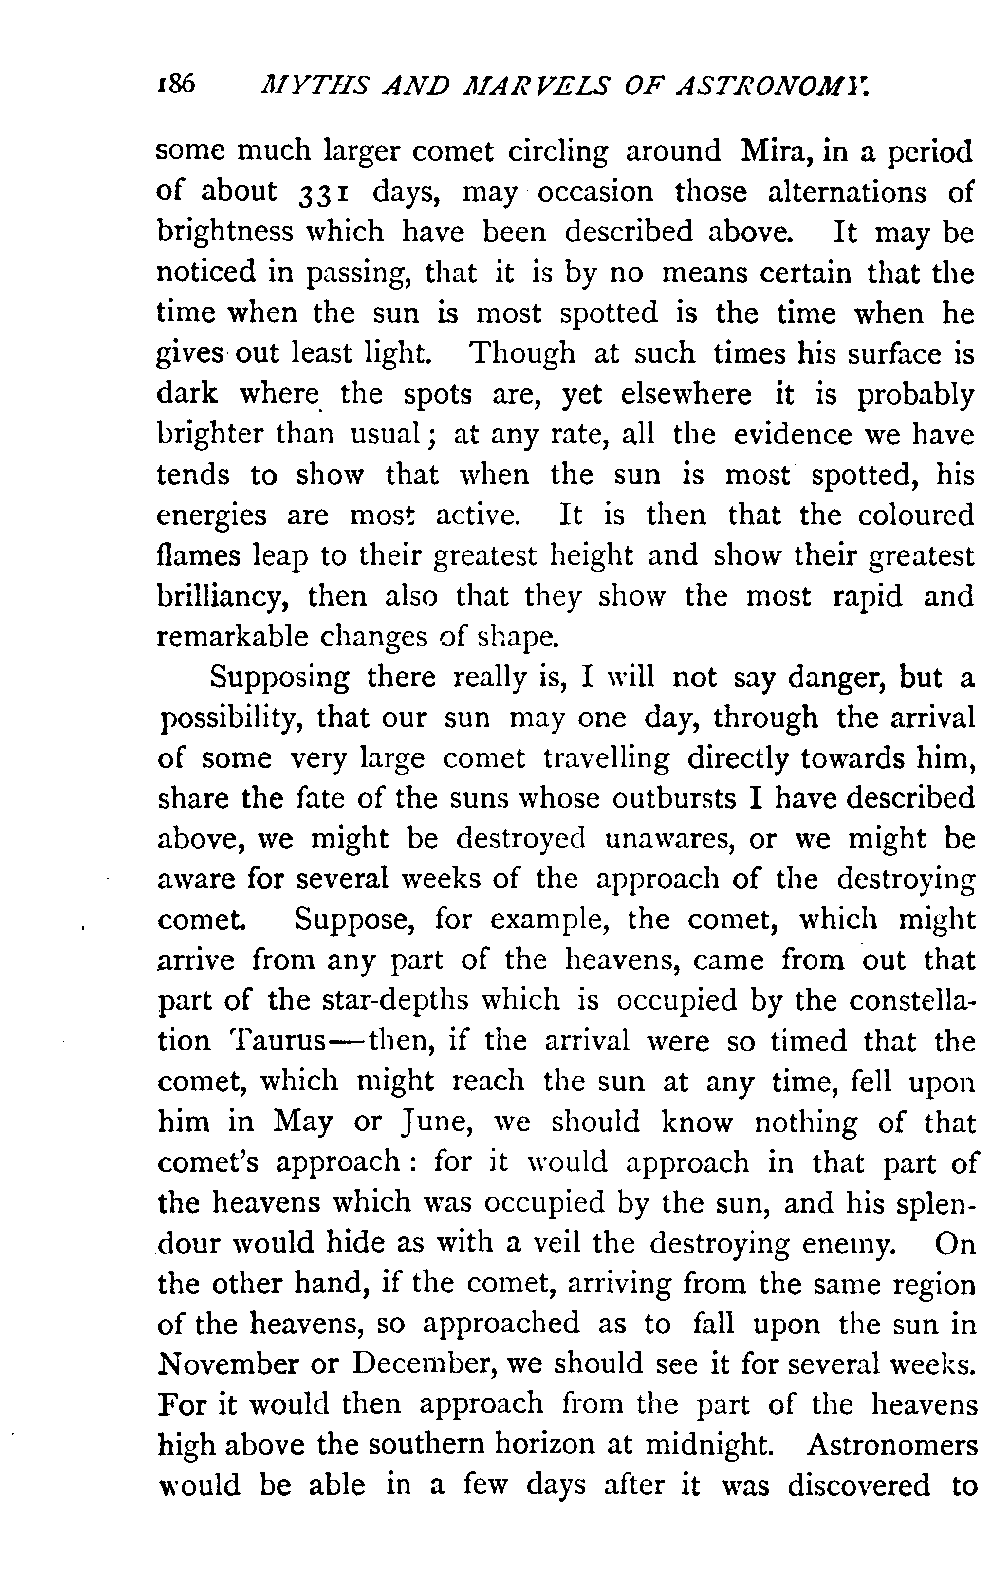 186 MYTHS AND MARVELS OF ASTRONOMY.
some much larger comet circling around Mira, in a period
of about 331 days, may occasion those alternations of
brightness which have been described above. It may be
noticed in passing, that it is by no means certain that the
time when the sun is most spotted is the time when he
gives out least light. Though at such times his surface is
dark where the spots are, yet elsewhere it is probably
brighter than usual; at any rate, all the evidence we have
tends to show that when the sun is most spotted, his
energies are most active. It is then that the coloured
flames leap to their greatest height and show their greatest
brilliancy, then also that they show the most rapid and
remarkable changes of shape.
Supposing there really is, I will not say danger, but a
possibility, that our sun may one day, through the arrival
of some very large comet travelling directly towards him,
share the fate of the suns whose outbursts I have described
above, we might be destroyed unawares, or we might be
aware for several weeks of the approach of the destroying
comet. Suppose, for example, the comet, which might
arrive from any part of the heavens, came from out that
part of the star-depths which is occupied by the constella-
tion Taurus—then, if the arrival were so timed that the
comet, which might reach the sun at any time, fell upon
him in May or June, we should know nothing of that
comet's approach: for it would approach in that part of
the heavens which was occupied by the sun, and his splen-
dour would hide as with a veil the destroying enemy. On
the other hand, if the comet, arriving from the same region
of the heavens, so approached as to fall upon the sun in
November or December, we should see it for several weeks.
For it would then approach from the part of the heavens
high above the southern horizon at midnight. Astronomers
would be able in a few days after it was discovered to